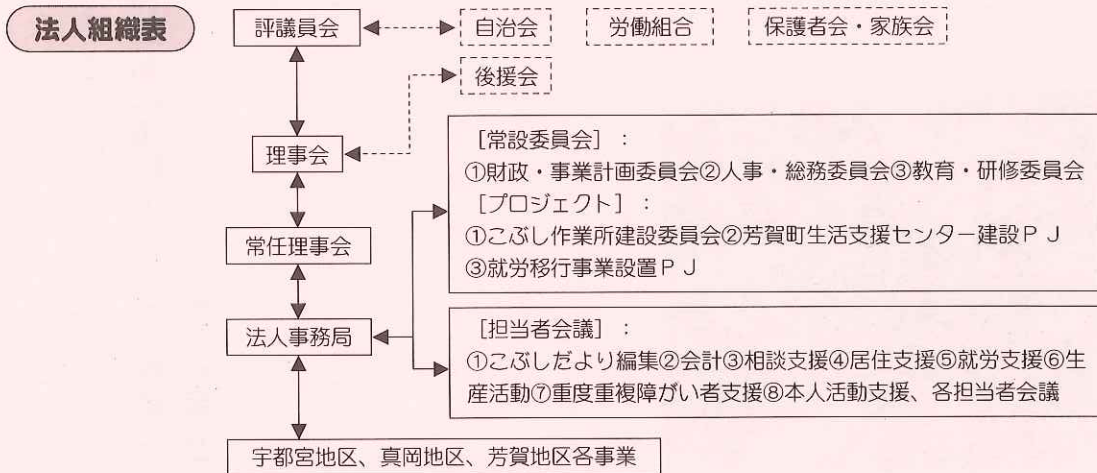 法人組織表
評議員会
自治会
労働組合
保護者会・家族会
後援会
理事会
[常設委員会]：
①財政・事業計画委員会②人事・総務委員会③教育・研修委員会
[プロジェクト]：
①こぶし作業所建設委員会②芳賀町生活支援センター建設ＰＪ
③就労移行事業設置ＰＪ
常任理事会
法人事務局
[担当者会議]：
①こぶしだより編集②会計③相談支援④居住支援⑤就労支援⑥生
産活動⑦重度重複障がい者支援⑧本人活動支援、各担当者会議
宇都宮地区、真岡地区、芳賀地区各事業